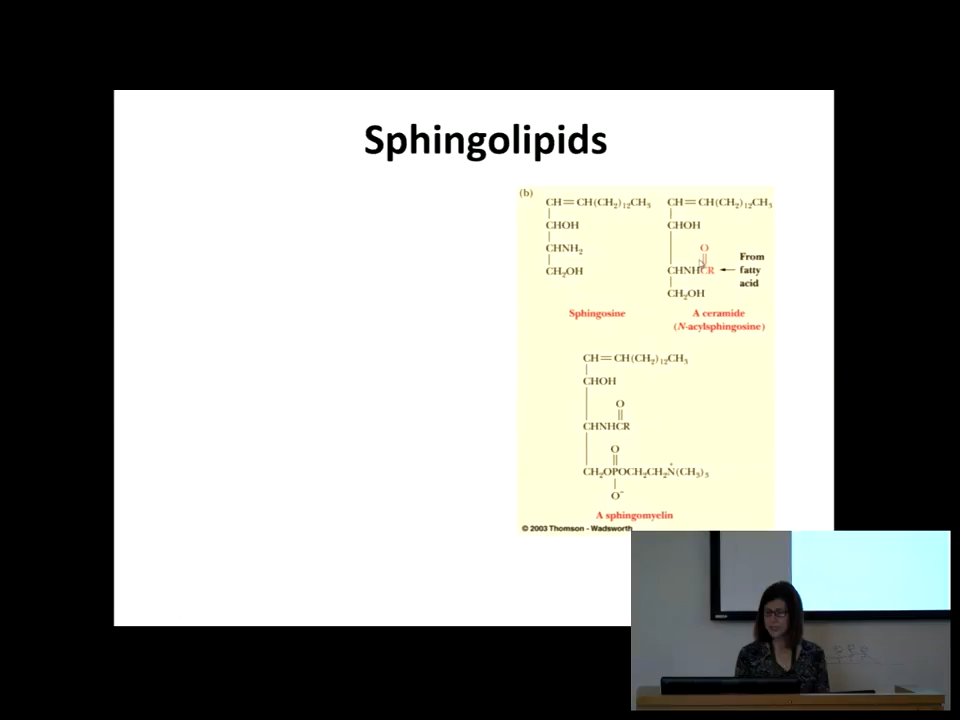 Sphingolipids
(b)
CH=CH(CH₂)₁₂CH₃
CHOH
CHNH₂
CH₂OH
Sphingosine
CH=CH(CH₂)₁₂CH₃
CHOH
O
CHNHCR
CH₂OH
From
fatty
acid
A ceramide
(N-acylsphingosine)
CH=CH(CH₂)₁₂CH₃
CHOH
O
CHNHCR
O
CH₂OPOCH₂CH₂N⁺(CH₃)₃
O⁻
A sphingomyelin
© 2003 Thomson - Wadsworth